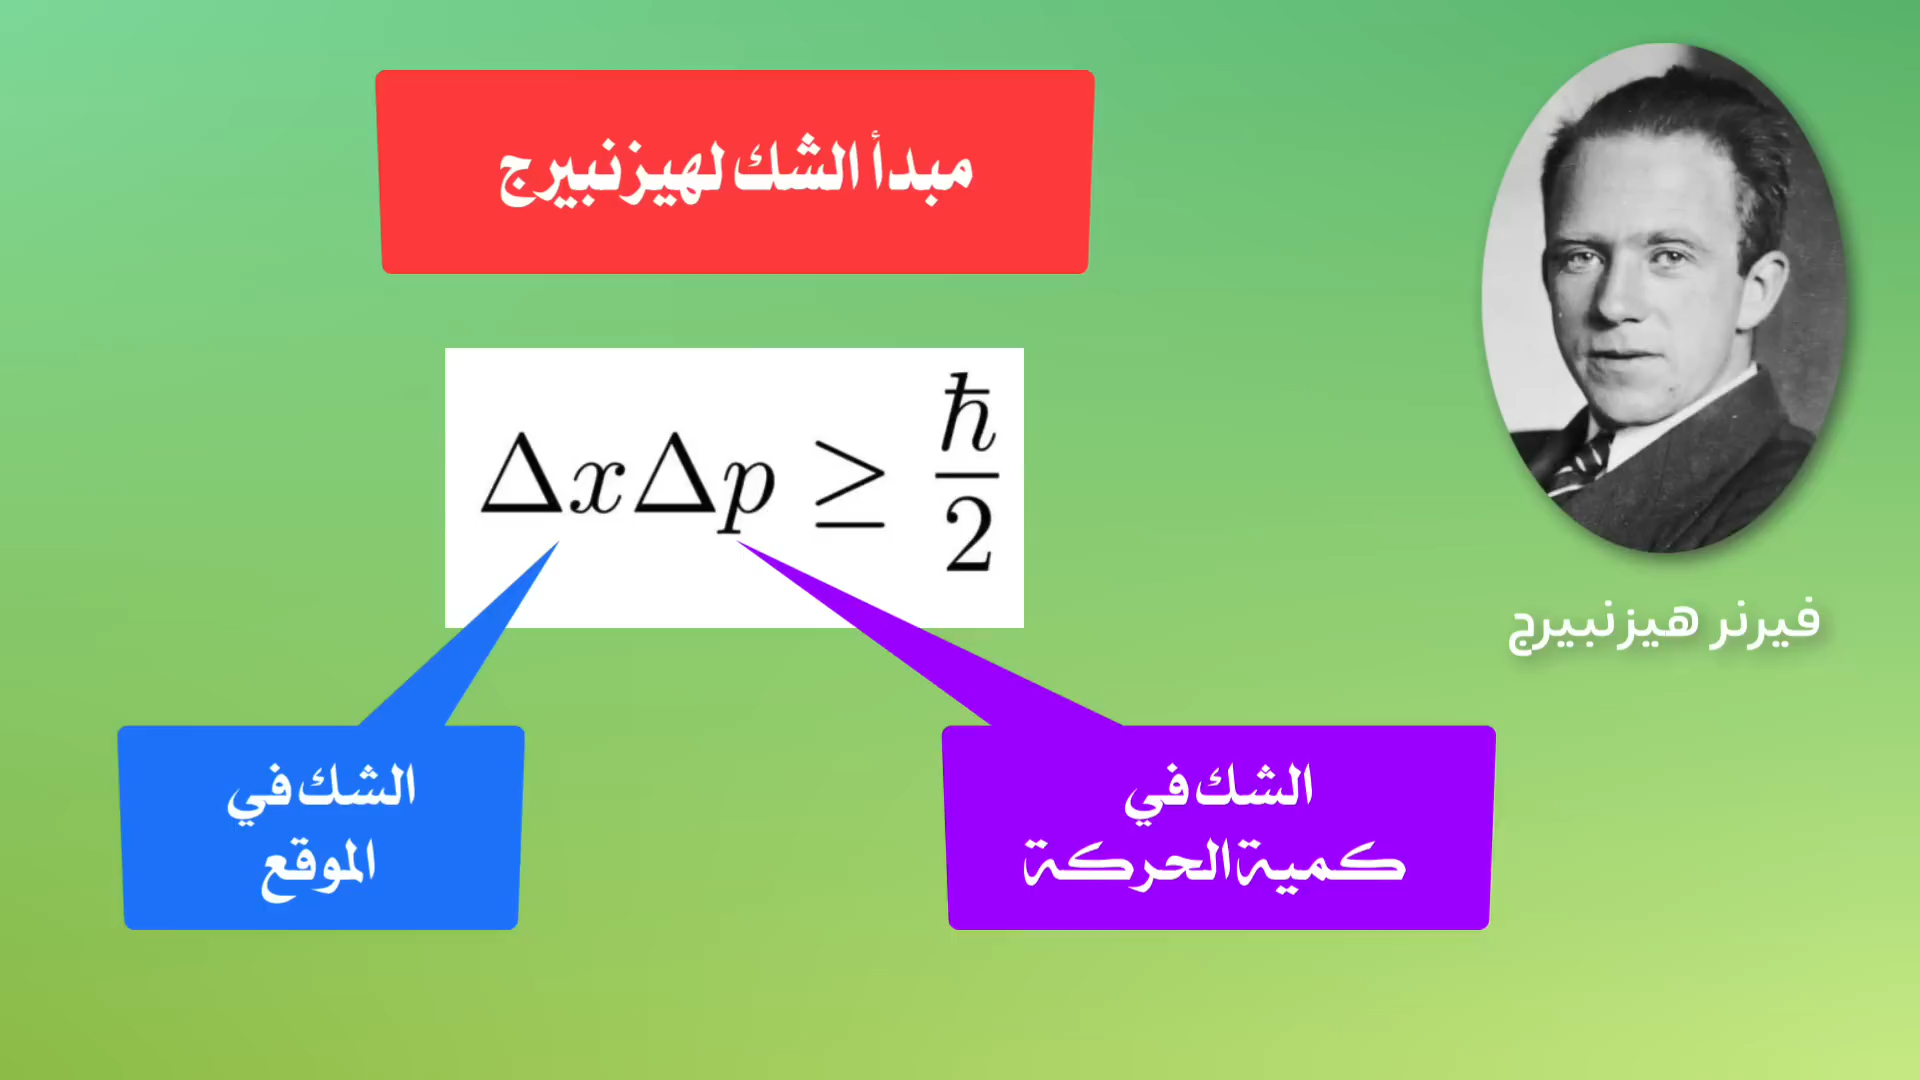 مبدأ الشك لهيزنبيرج
ΔxΔp ≥ ħ/2
فيرنر هيزنبيرج
الشك في
كمية الحركة
الشك في
الموقع